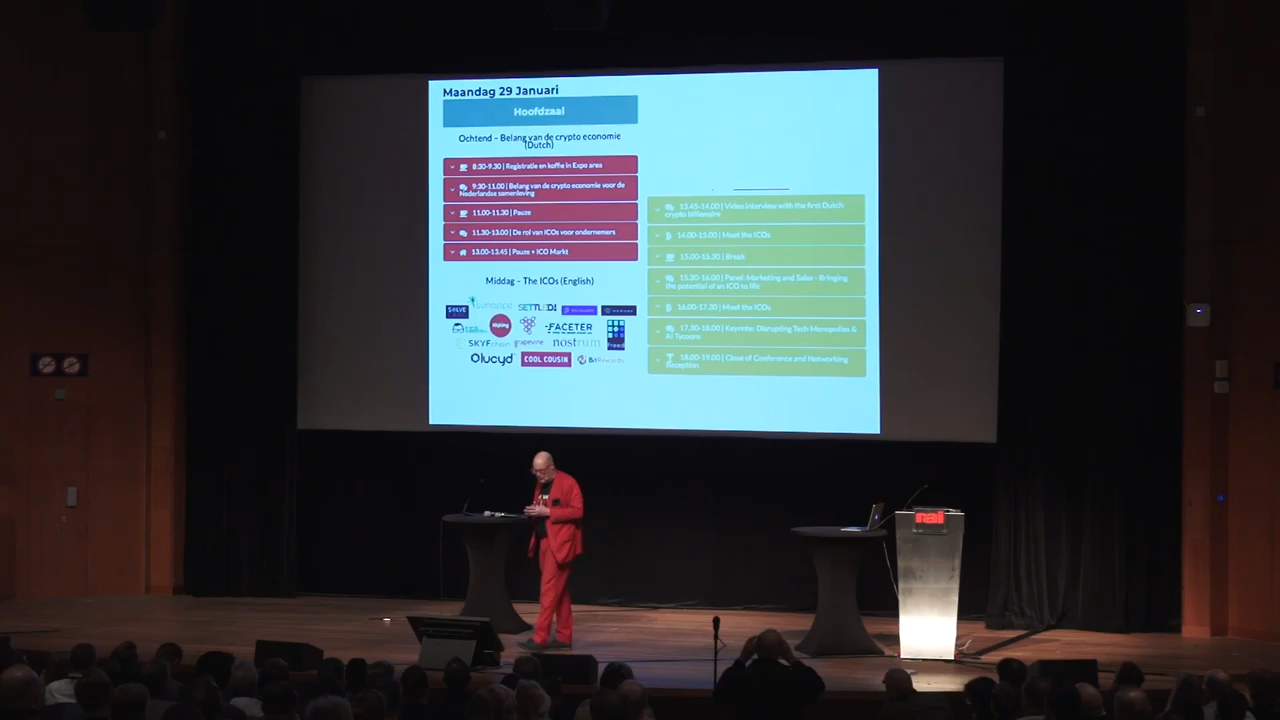 Maandag 29 Januari
Hoofdzaal
Ochtend - Belang van de crypto economie
(Dutch)
8.30-9.30 | Registratie en koffie in Expo area
9:30-11.00 | Belang van de crypto economie voor de
Nederlandse samenleving
11.00-11.30 | Pauze
11.30-13.00 | De rol van ICOs voor ondernemers
13.00-13.45 | Pauze + ICO Markt
Middag - The ICOs (English)
SOLVE
synapse
SETTLED!
FACETER
freed
SKYFchain
grapevine
nostrum
lucyd
COOL COUSIN
BitRewards
13.45-14.00 | Video interview with the first Dutch
crypto billionaire
14.00-15.00 | Meet the ICOs
15.00-15.30 | Break
15.30-16.00 | Panel: Marketing and Sales - Bringing
the potential of an ICO to life
16.00-17.30 | Meet the ICOs
17.30-18.00 | Keynote: Disrupting Tech Monopolies &
AI Tycoons
18.00-19.00 | Close of Conference and Networking
Reception
rai